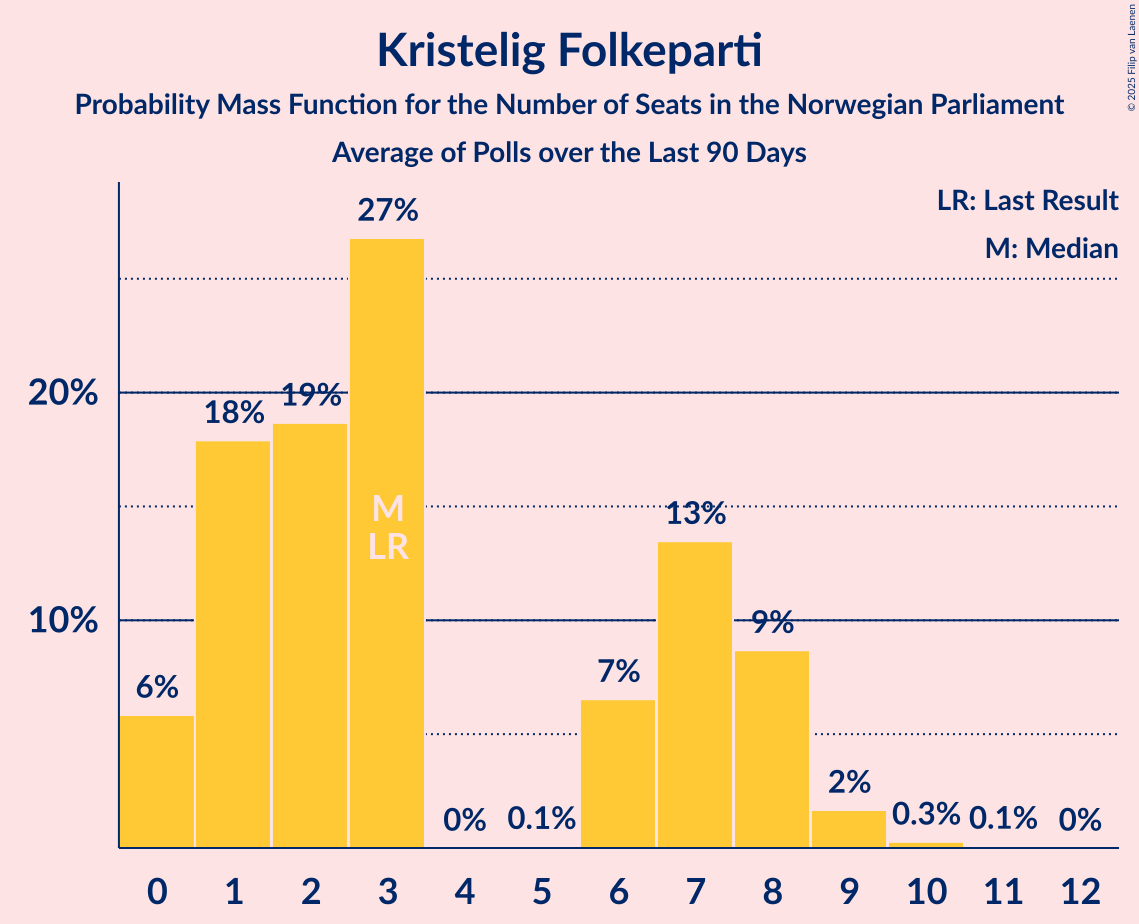 Kristelig Folkeparti
Probability Mass Function for the Number of Seats in the Norwegian Parliament
Average of Polls over the Last 90 Days
© 2025 Filip van Laenen
LR: Last Result
M: Median
27%
20%
19%
18%
M
LR
13%
10%
9%
7%
6%
2%
0%
0.1%
0.3%
0.1%
0%
0 1 2 3 4 5 6 7 8 9 10 11 12